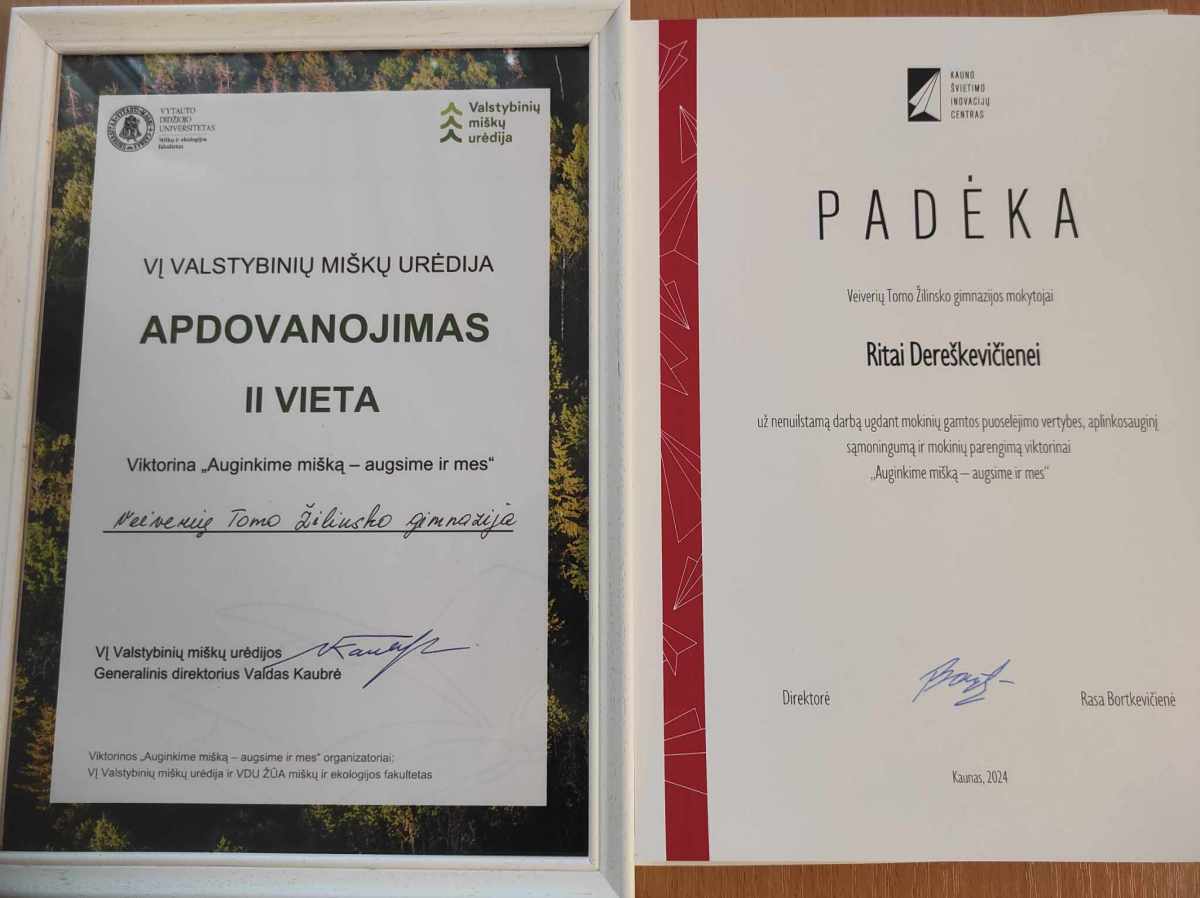 VYTAUTO
DIDŽIOJO
UNIVERSITETAS
Miškų ir ekologijos
fakultetas
Valstybinių
miškų
urėdija
VĮ VALSTYBINIŲ MIŠKŲ URĖDIJA
APDOVANOJIMAS
II VIETA
Viktorina „Auginkime mišką – augsime ir mes“
Veiverių Tomo Žilinsko gimnazija
VĮ Valstybinių miškų urėdijos
Generalinis direktorius Valdas Kaubrė
Viktorinos „Auginkime mišką – augsime ir mes“ organizatoriai:
VĮ Valstybinių miškų urėdija ir VDU ŽŪA miškų ir ekologijos fakultetas
KAUNO
ŠVIETIMO
INOVACIJŲ
CENTRAS
PADĖKA
Veiverių Tomo Žilinsko gimnazijos mokytojai
Ritai Dereškevičienei
už nenuilstamą darbą ugdant mokinių gamtos puoselėjimo vertybes, aplinkosauginį
sąmoningumą ir mokinių parengimą viktorinai
„Auginkime mišką – augsime ir mes“
Direktorė
Rasa Bortkevičienė
Kaunas, 2024